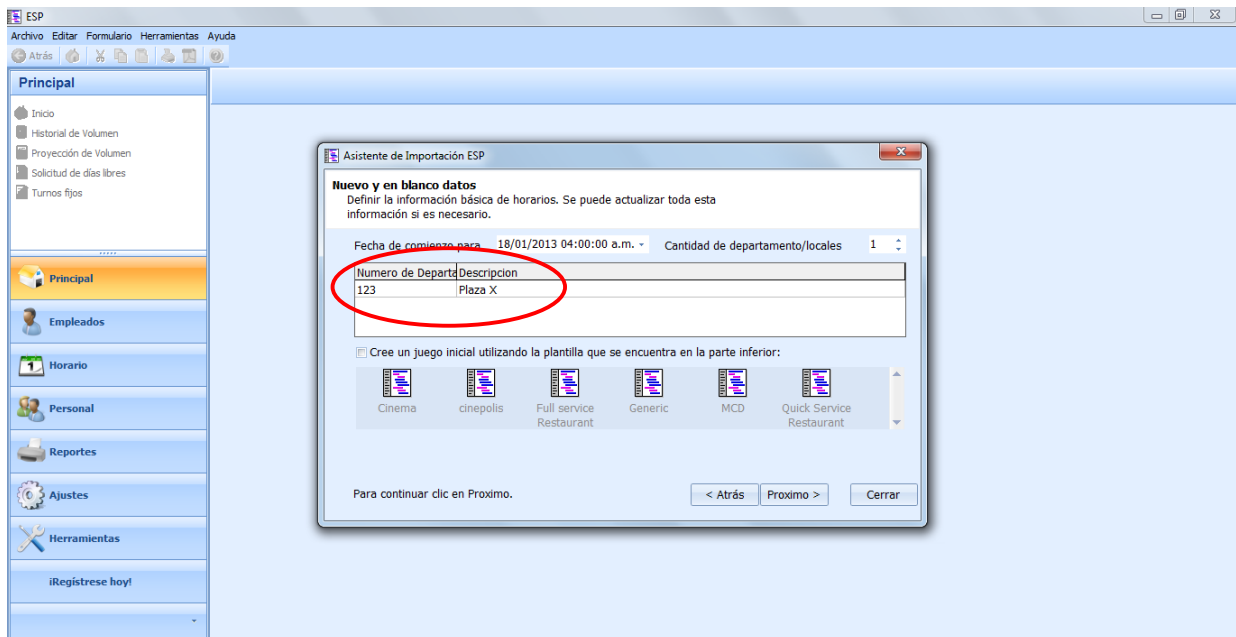 ESP
Archivo Editar Formulario Herramientas Ayuda
Atrás
Principal
Inicio
Historial de Volumen
Proyección de Volumen
Solicitud de días libres
Turnos fijos
Principal
Empleados
1 Horario
Personal
Reportes
Ajustes
Herramientas
¡Regístrese hoy!
Asistente de Importación ESP
Nuevo y en blanco datos
Definir la información básica de horarios. Se puede actualizar toda esta
información si es necesario.
Fecha de comienzo para 18/01/2013 04:00:00 a.m. Cantidad de departamento/locales 1
Numero de Departa Descripcion
123 Plaza X
Cree un juego inicial utilizando la plantilla que se encuentra en la parte inferior:
Cinema cinepolis Full service Generic MCD Quick Service
Restaurant Restaurant
Para continuar clic en Proximo.
< Atrás Proximo > Cerrar